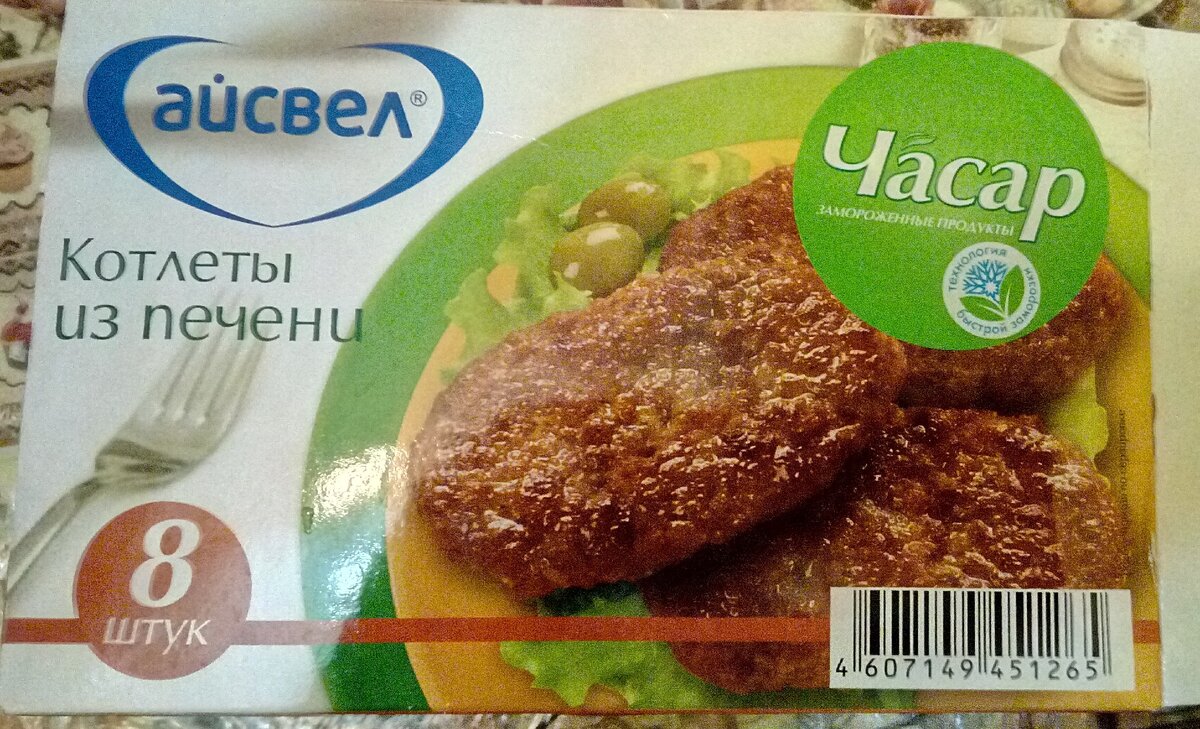 айсвел®
Котлеты
из печени
Часар
ЗАМОРОЖЕННЫЕ ПРОДУКТЫ
ТЕХНОЛОГИЯ
быстрой заморозки
8
ШТУК
4 607149 451265